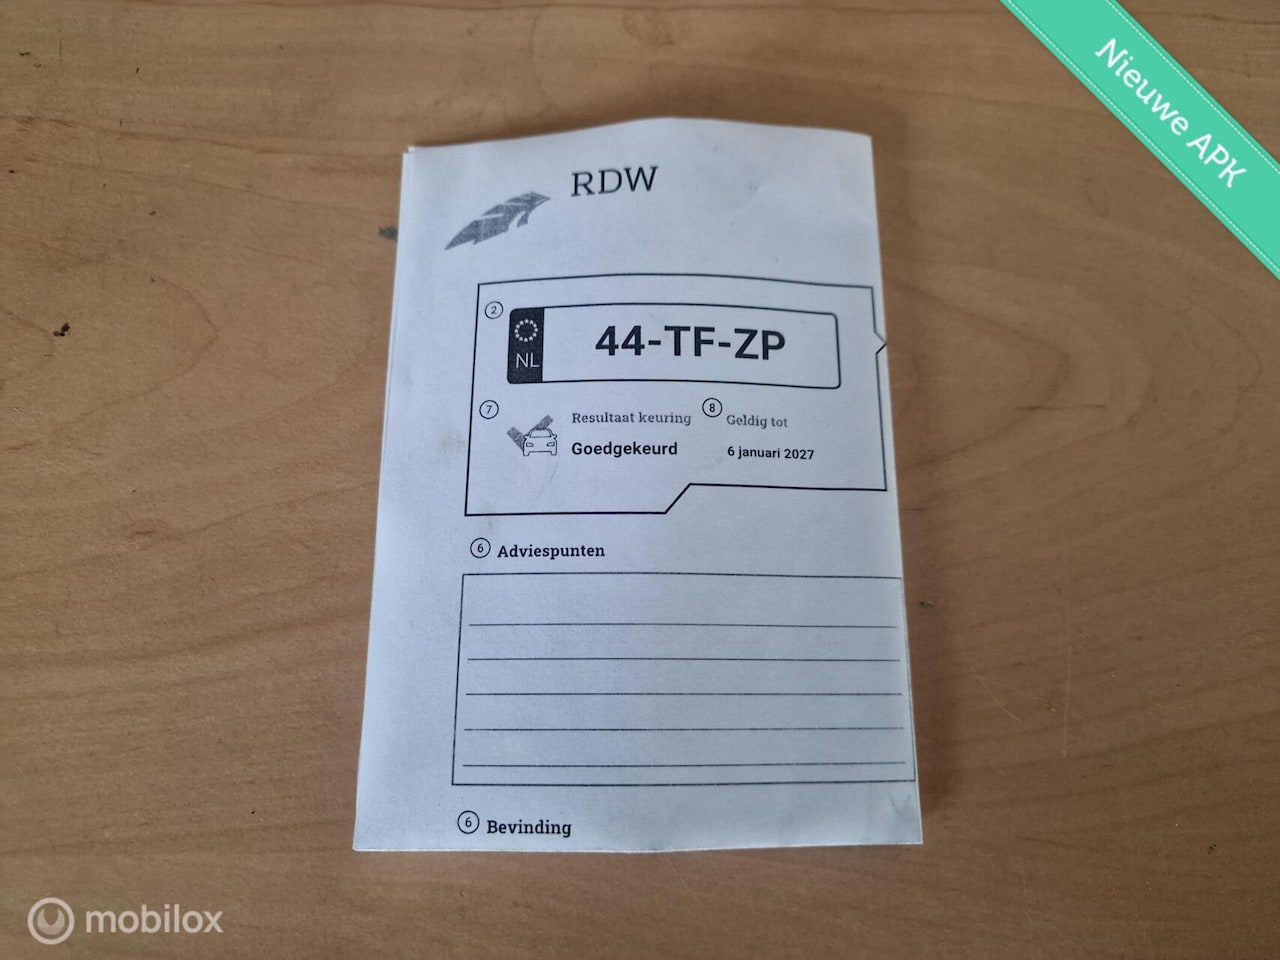 Nieuwe APK
RDW
2
NL
44-TF-ZP
7
Resultaat keuring
8
Geldig tot
Goedgekeurd
6 januari 2027
6 Adviespunten
6 Bevinding
mobilox